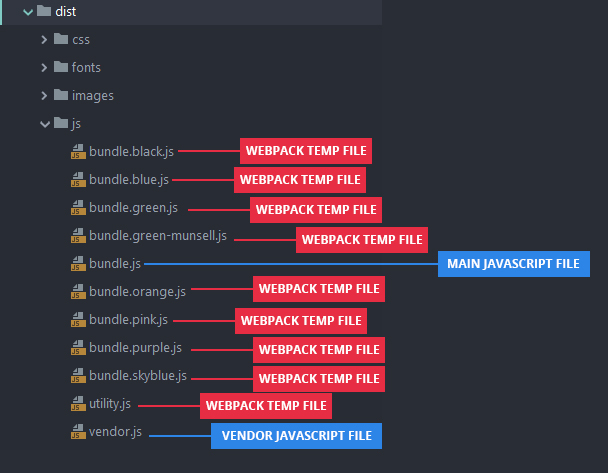 dist
css
fonts
images
js
bundle.black.js WEBPACK TEMP FILE
bundle.blue.js WEBPACK TEMP FILE
bundle.green.js WEBPACK TEMP FILE
bundle.green-munsell.js WEBPACK TEMP FILE
bundle.js MAIN JAVASCRIPT FILE
bundle.orange.js WEBPACK TEMP FILE
bundle.pink.js WEBPACK TEMP FILE
bundle.purple.js WEBPACK TEMP FILE
bundle.skyblue.js WEBPACK TEMP FILE
utility.js WEBPACK TEMP FILE
vendor.js VENDOR JAVASCRIPT FILE